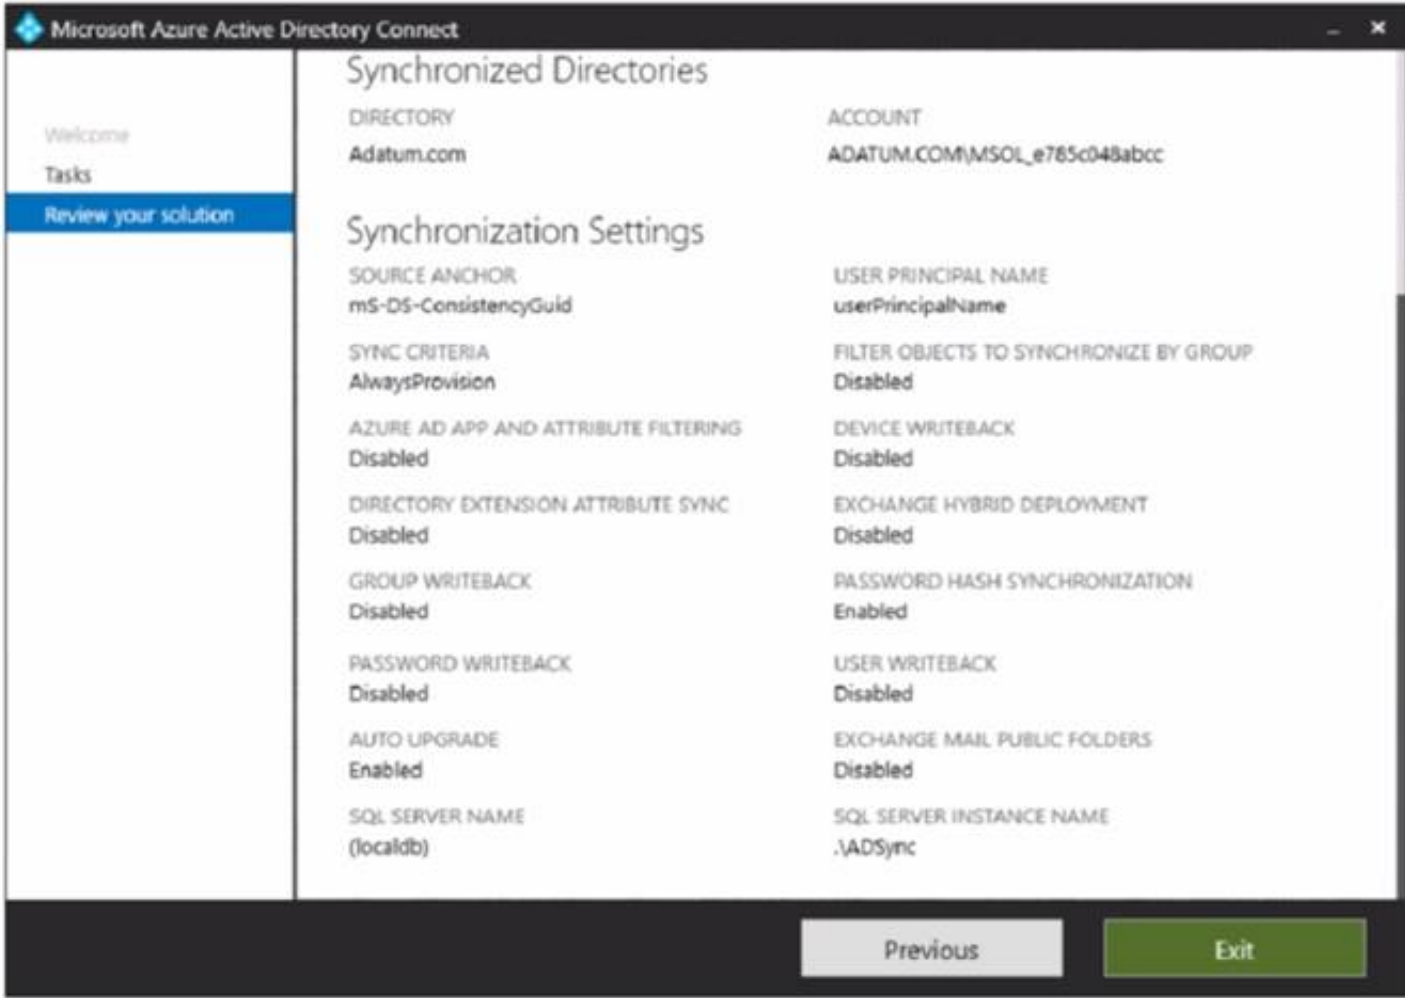 Microsoft Azure Active Directory Connect
Welcome
Tasks
Review your solution
Synchronized Directories
DIRECTORY
Adatum.com
ACCOUNT
ADATUM.COM\MSOL_e785c048abcc
Synchronization Settings
SOURCE ANCHOR
mS-DS-ConsistencyGuid
USER PRINCIPAL NAME
userPrincipalName
SYNC CRITERIA
AlwaysProvision
FILTER OBJECTS TO SYNCHRONIZE BY GROUP
Disabled
AZURE AD APP AND ATTRIBUTE FILTERING
Disabled
DEVICE WRITEBACK
Disabled
DIRECTORY EXTENSION ATTRIBUTE SYNC
Disabled
EXCHANGE HYBRID DEPLOYMENT
Disabled
GROUP WRITEBACK
Disabled
PASSWORD HASH SYNCHRONIZATION
Enabled
PASSWORD WRITEBACK
Disabled
USER WRITEBACK
Disabled
AUTO UPGRADE
Enabled
EXCHANGE MAIL PUBLIC FOLDERS
Disabled
SQL SERVER NAME
(localdb)
SQL SERVER INSTANCE NAME
.\ADSync
Previous
Exit